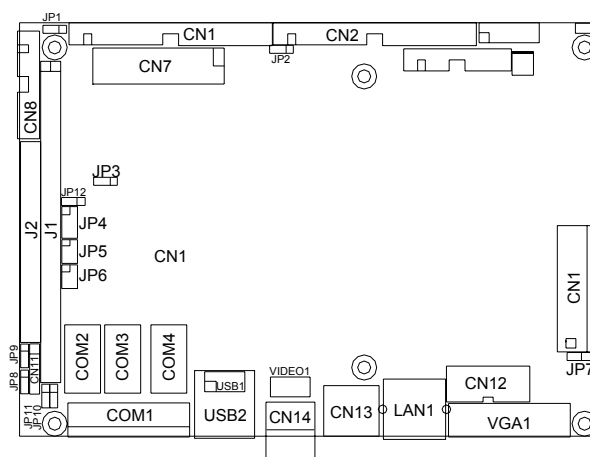 JP1
CN1
CN2
JP2
CN7
CN8
JP3
JP12
J2
J1
JP4
JP5
JP6
CN1
CN1
JP9
JP8
CN11
COM2
COM3
COM4
JP7
VIDEO1
USB1
CN12
JP11
JP10
COM1
USB2
CN14
CN13
LAN1
VGA1